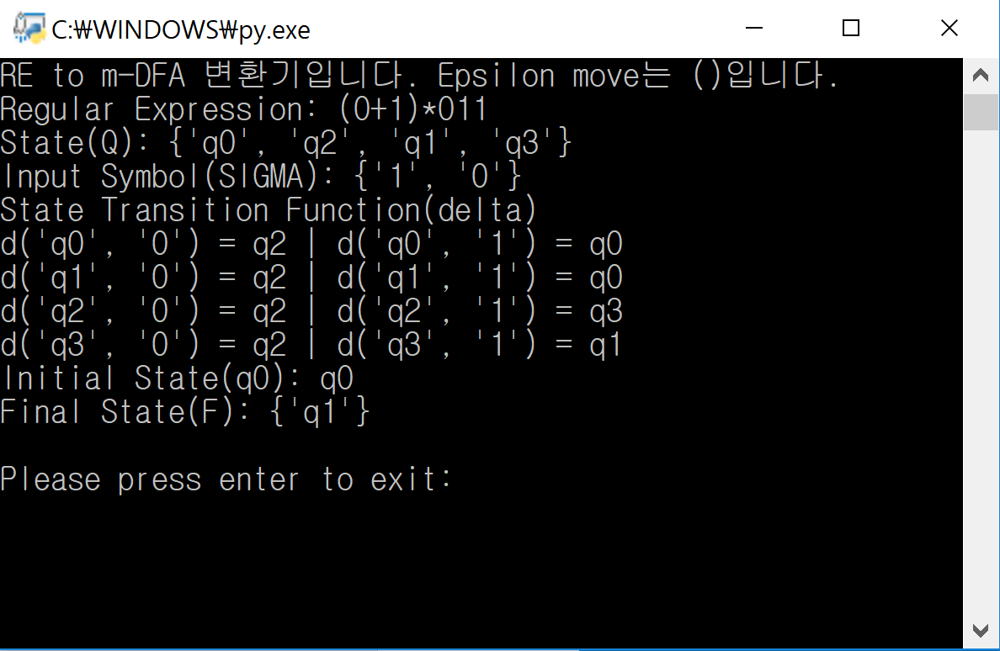 C:₩WINDOWS₩py.exe
RE to m-DFA 변환기입니다. Epsilon move는 ()입니다.
Regular Expression: (0+1)*011
State(Q): {'q0', 'q2', 'q1', 'q3'}
Input Symbol(SIGMA): {'1', '0'}
State Transition Function(delta)
d('q0', '0') = q2 | d('q0', '1') = q0
d('q1', '0') = q2 | d('q1', '1') = q0
d('q2', '0') = q2 | d('q2', '1') = q3
d('q3', '0') = q2 | d('q3', '1') = q1
Initial State(q0): q0
Final State(F): {'q1'}
Please press enter to exit: